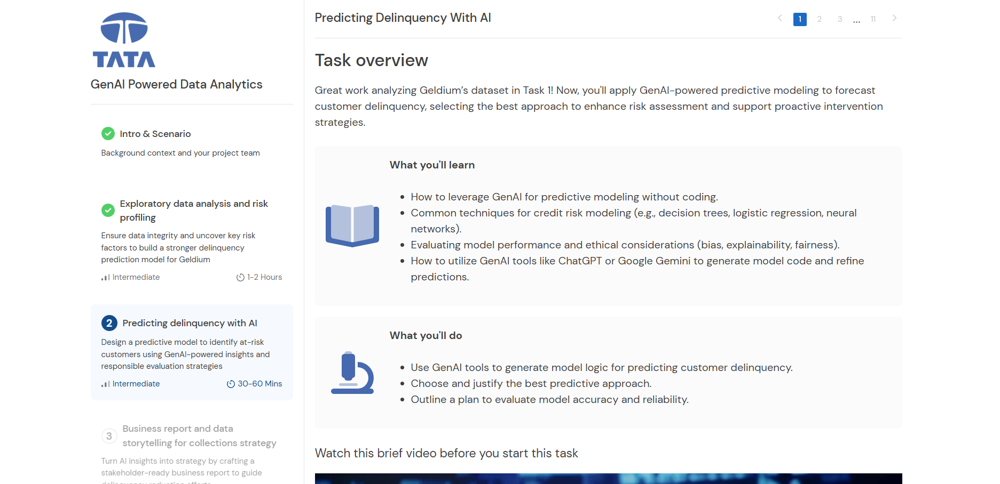 TATA
GenAI Powered Data Analytics
Intro & Scenario
Background context and your project team
Exploratory data analysis and risk
profiling
Ensure data integrity and uncover key risk
factors to build a stronger delinquency
prediction model for Geldium
Intermediate
1-2 Hours
2
Predicting delinquency with AI
Design a predictive model to identify at-risk
customers using GenAI-powered insights and
responsible evaluation strategies
Intermediate
30-60 Mins
3
Business report and data
storytelling for collections strategy
Turn AI insights into strategy by crafting a
stakeholder-ready business report to guide
delinquency reduction efforts
Predicting Delinquency With AI
1 2 3 ... 11
Task overview
Great work analyzing Geldium’s dataset in Task 1! Now, you'll apply GenAI-powered predictive modeling to forecast
customer delinquency, selecting the best approach to enhance risk assessment and support proactive intervention
strategies.
What you'll learn
How to leverage GenAI for predictive modeling without coding.
Common techniques for credit risk modeling (e.g., decision trees, logistic regression, neural
networks).
Evaluating model performance and ethical considerations (bias, explainability, fairness).
How to utilize GenAI tools like ChatGPT or Google Gemini to generate model code and refine
predictions.
What you'll do
Use GenAI tools to generate model logic for predicting customer delinquency.
Choose and justify the best predictive approach.
Outline a plan to evaluate model accuracy and reliability.
Watch this brief video before you start this task